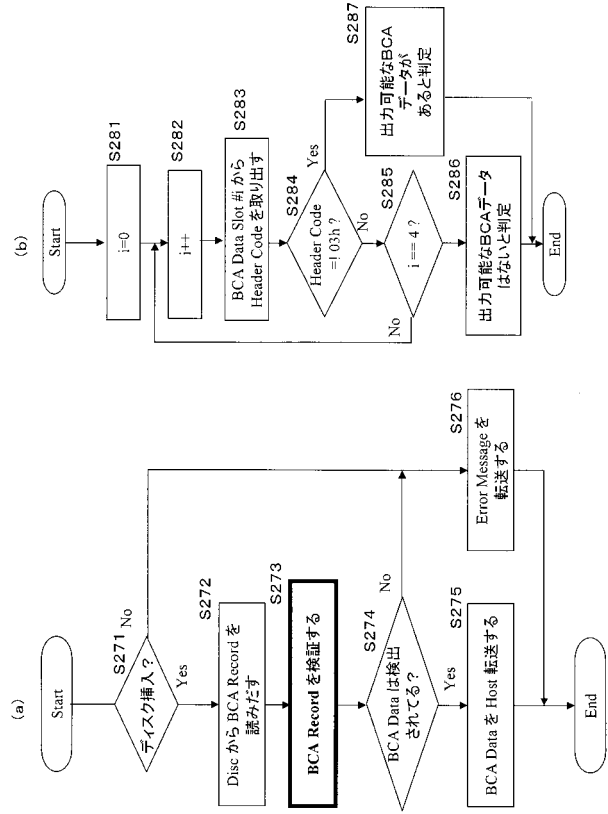 (a)
Start
S271
ディスク挿入？
No
Yes
S272
Disc から BCA Record を
読みだす
S273
BCA Record を検証する
S274
BCA Data は検出
されてる？
No
Yes
S275
BCA Data を Host 転送する
S276
Error Message を
転送する
End
(b)
Start
S281
i=0
S282
i++
S283
BCA Data Slot #i から
Header Code を取り出す
S284
Header Code
=! 03h ?
Yes
No
S285
i == 4 ?
No
S286
出力可能なBCAデータ
はないと判定
S287
出力可能なBCA
データが
あると判定
End